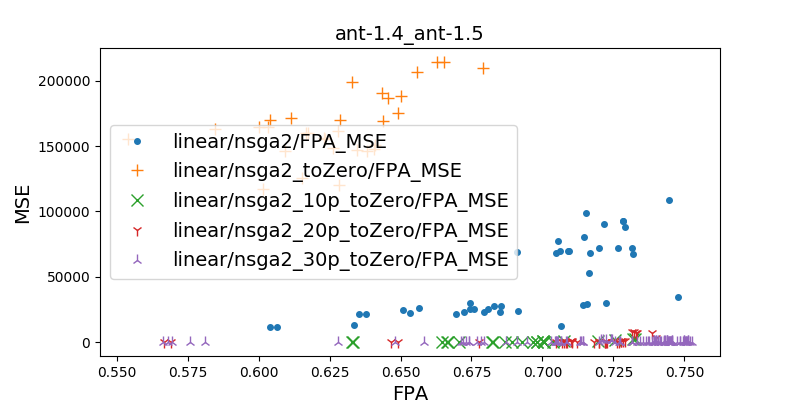 ant-1.4_ant-1.5
MSE
200000
150000
100000
50000
0
linear/nsga2/FPA_MSE
linear/nsga2_toZero/FPA_MSE
linear/nsga2_10p_toZero/FPA_MSE
linear/nsga2_20p_toZero/FPA_MSE
linear/nsga2_30p_toZero/FPA_MSE
0.550 0.575 0.600 0.625 0.650 0.675 0.700 0.725 0.750
FPA